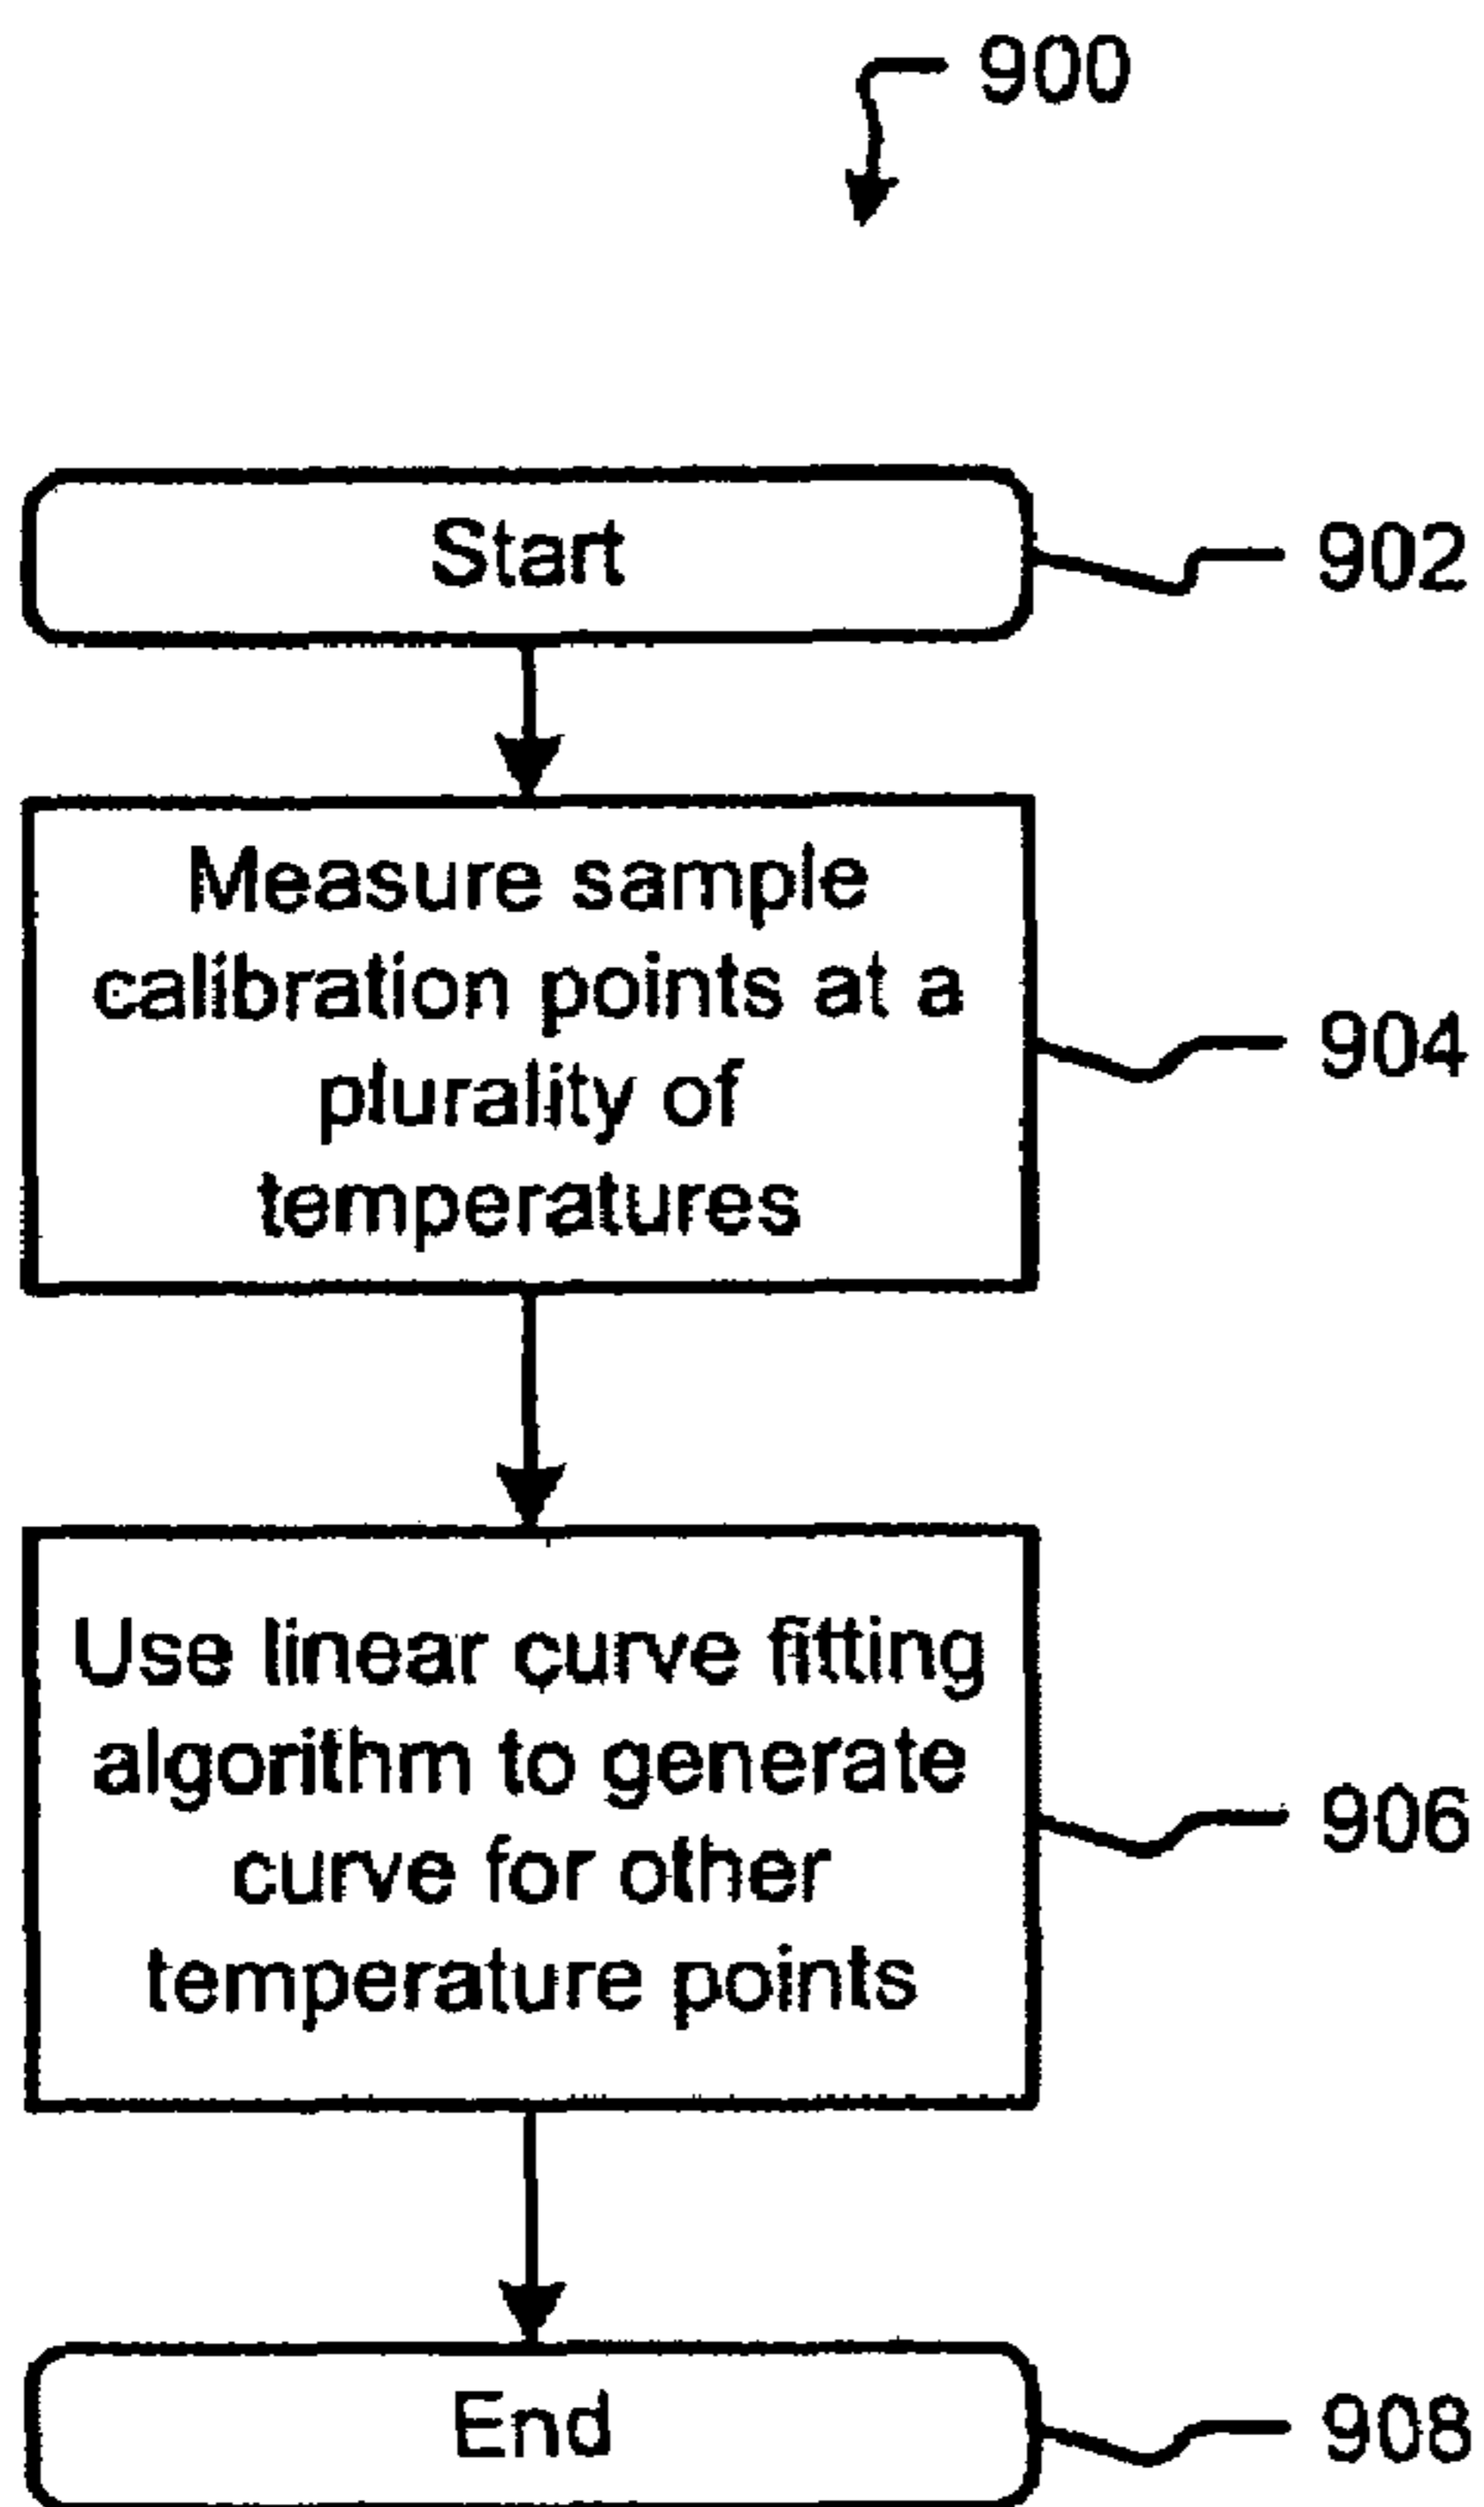 900
Start
902
Measure sample
calibration points at a
plurality of
temperatures
904
Use linear curve fitting
algorithm to generate
curve for other
temperature points
906
End
908